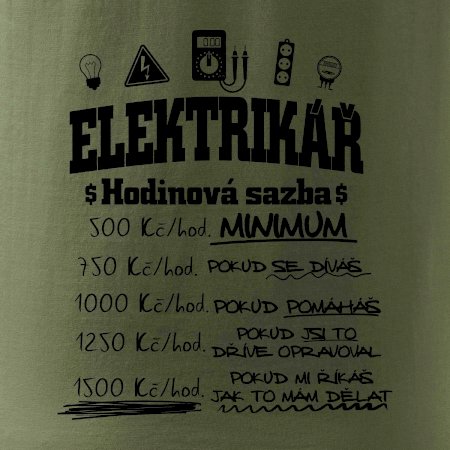 ELEKTRIKÁŘ
$ Hodinová sazba $
500 Kč/hod. MINIMUM
750 Kč/hod. POKUD SE DÍVÁŠ
1000 Kč/hod. POKUD POMÁHÁŠ
1250 Kč/hod. POKUD JSI TO
DŘÍVE OPRAVOVAL
1500 Kč/hod. POKUD MI ŘÍKÁŠ
JAK TO MÁM DĚLAT